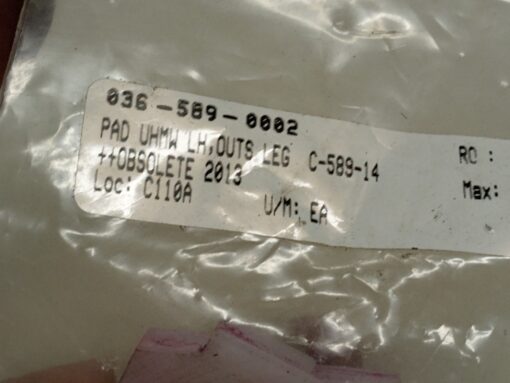 036-589-0002
PAD UHMW LH,OUTS LEG C-589-14
++OBSOLETE 2013
RO :
Loc: C110A
U/M: EA
Max: